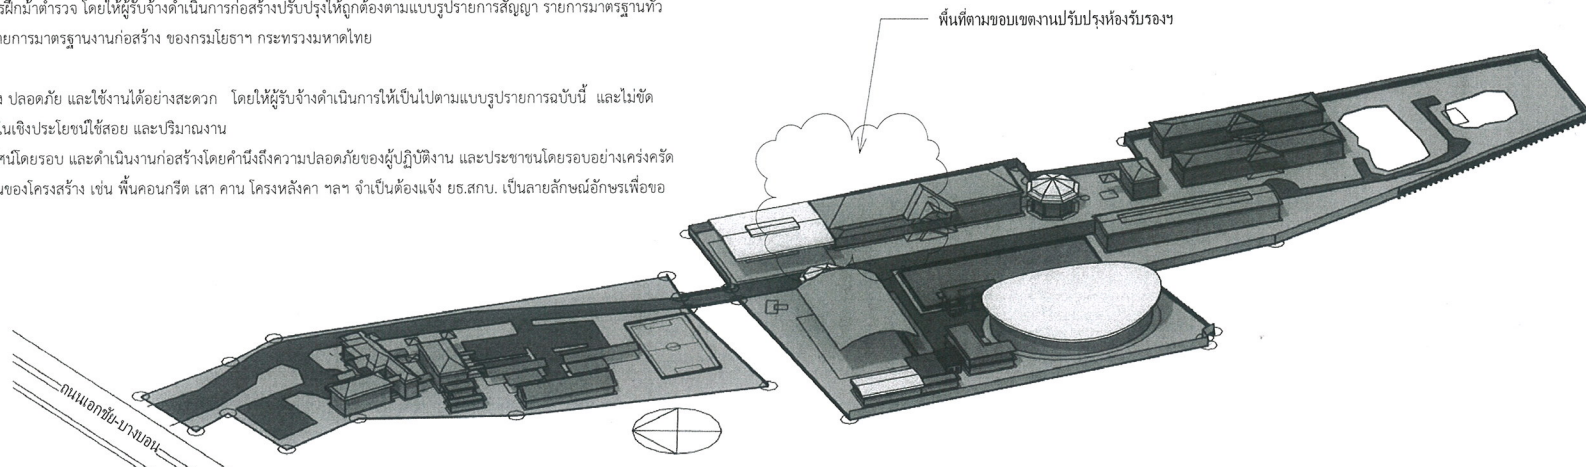 รฝึกม้าตำรวจ โดยให้ผู้รับจ้างดำเนินการก่อสร้างปรับปรุงให้ถูกต้องตามแบบรูปรายการสัญญา รายการมาตรฐานทั่ว
ายการมาตรฐานงานก่อสร้าง ของกรมโยธาฯ กระทรวงมหาดไทย
ปลอดภัย และใช้งานได้อย่างสะดวก โดยให้ผู้รับจ้างดำเนินการให้เป็นไปตามแบบรูปรายการฉบับนี้ และไม่ขัด
นเชิงประโยชน์ใช้สอย และปริมาณงาน
ศน์โดยรอบ และดำเนินงานก่อสร้างโดยคำนึงถึงความปลอดภัยของผู้ปฏิบัติงาน และประชาชนโดยรอบอย่างเคร่งครัด
นของโครงสร้าง เช่น พื้นคอนกรีต เสา คาน โครงหลังคา ฯลฯ จำเป็นต้องแจ้ง ยธ.สกบ. เป็นลายลักษณ์อักษรเพื่อขอ
พื้นที่ตามขอบเขตงานปรับปรุงห้องรับรองฯ
ถนนเอกชัย-บางบอน